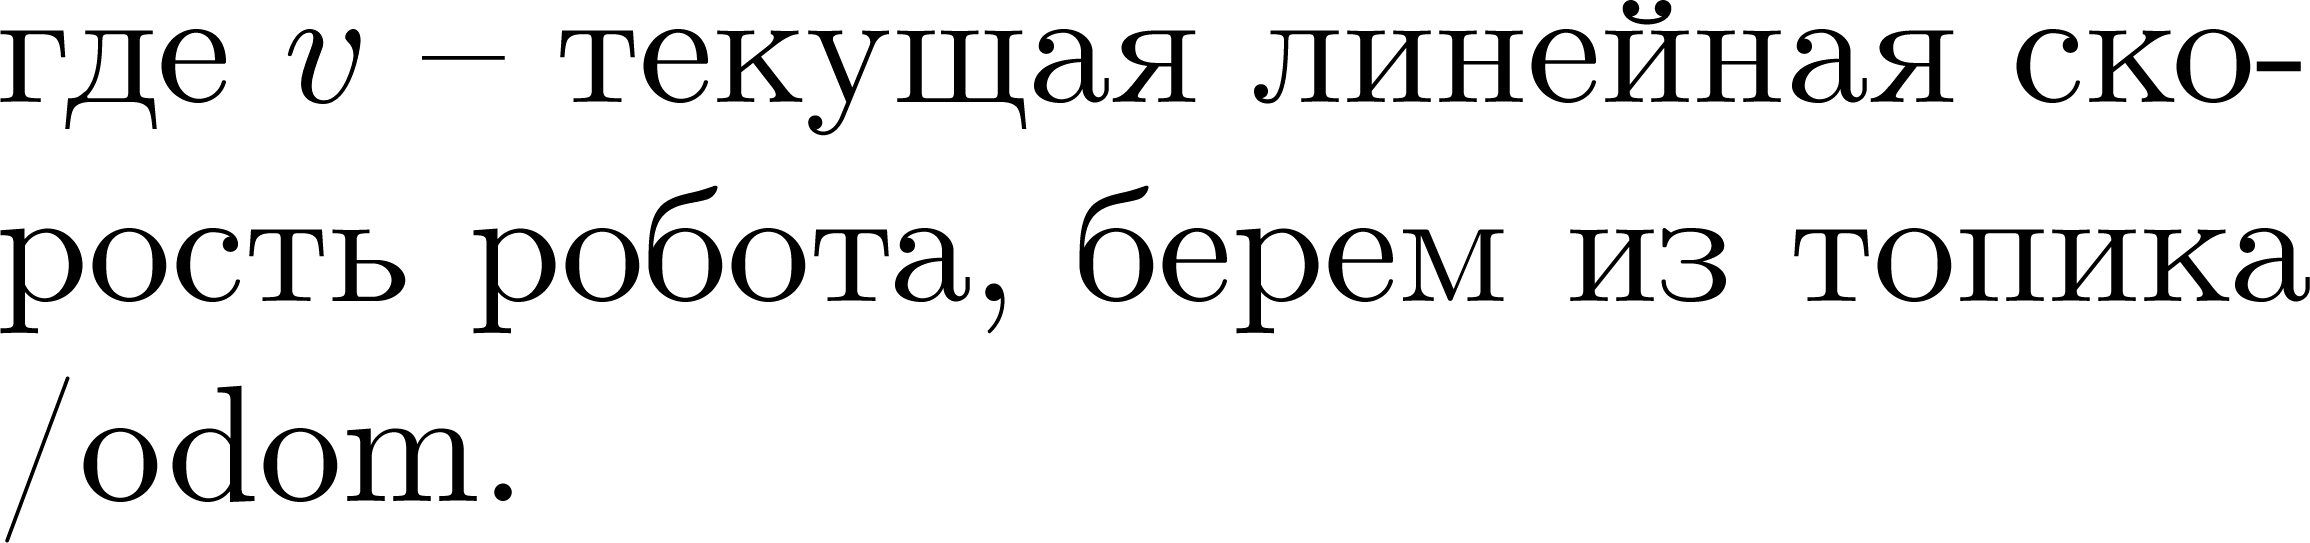 где v – текущая линейная ско-
рость робота, берем из топика
/odom.